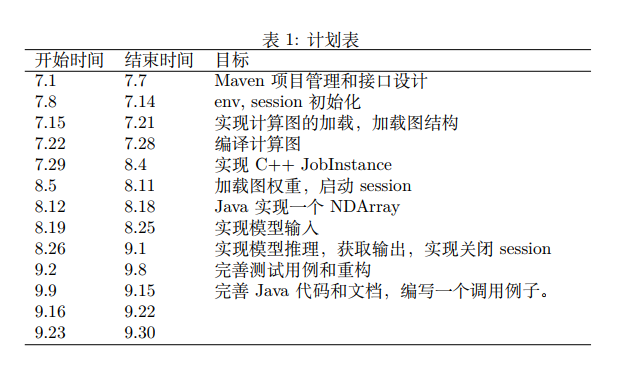 表 1: 计划表
开始时间 结束时间 目标
7.1 7.7 Maven 项目管理和接口设计
7.8 7.14 env, session 初始化
7.15 7.21 实现计算图的加载，加载图结构
7.22 7.28 编译计算图
7.29 8.4 实现 C++ JobInstance
8.5 8.11 加载图权重，启动 session
8.12 8.18 Java 实现一个 NDArray
8.19 8.25 实现模型输入
8.26 9.1 实现模型推理，获取输出，实现关闭 session
9.2 9.8 完善测试用例和重构
9.9 9.15 完善 Java 代码和文档，编写一个调用例子。
9.16 9.22
9.23 9.30